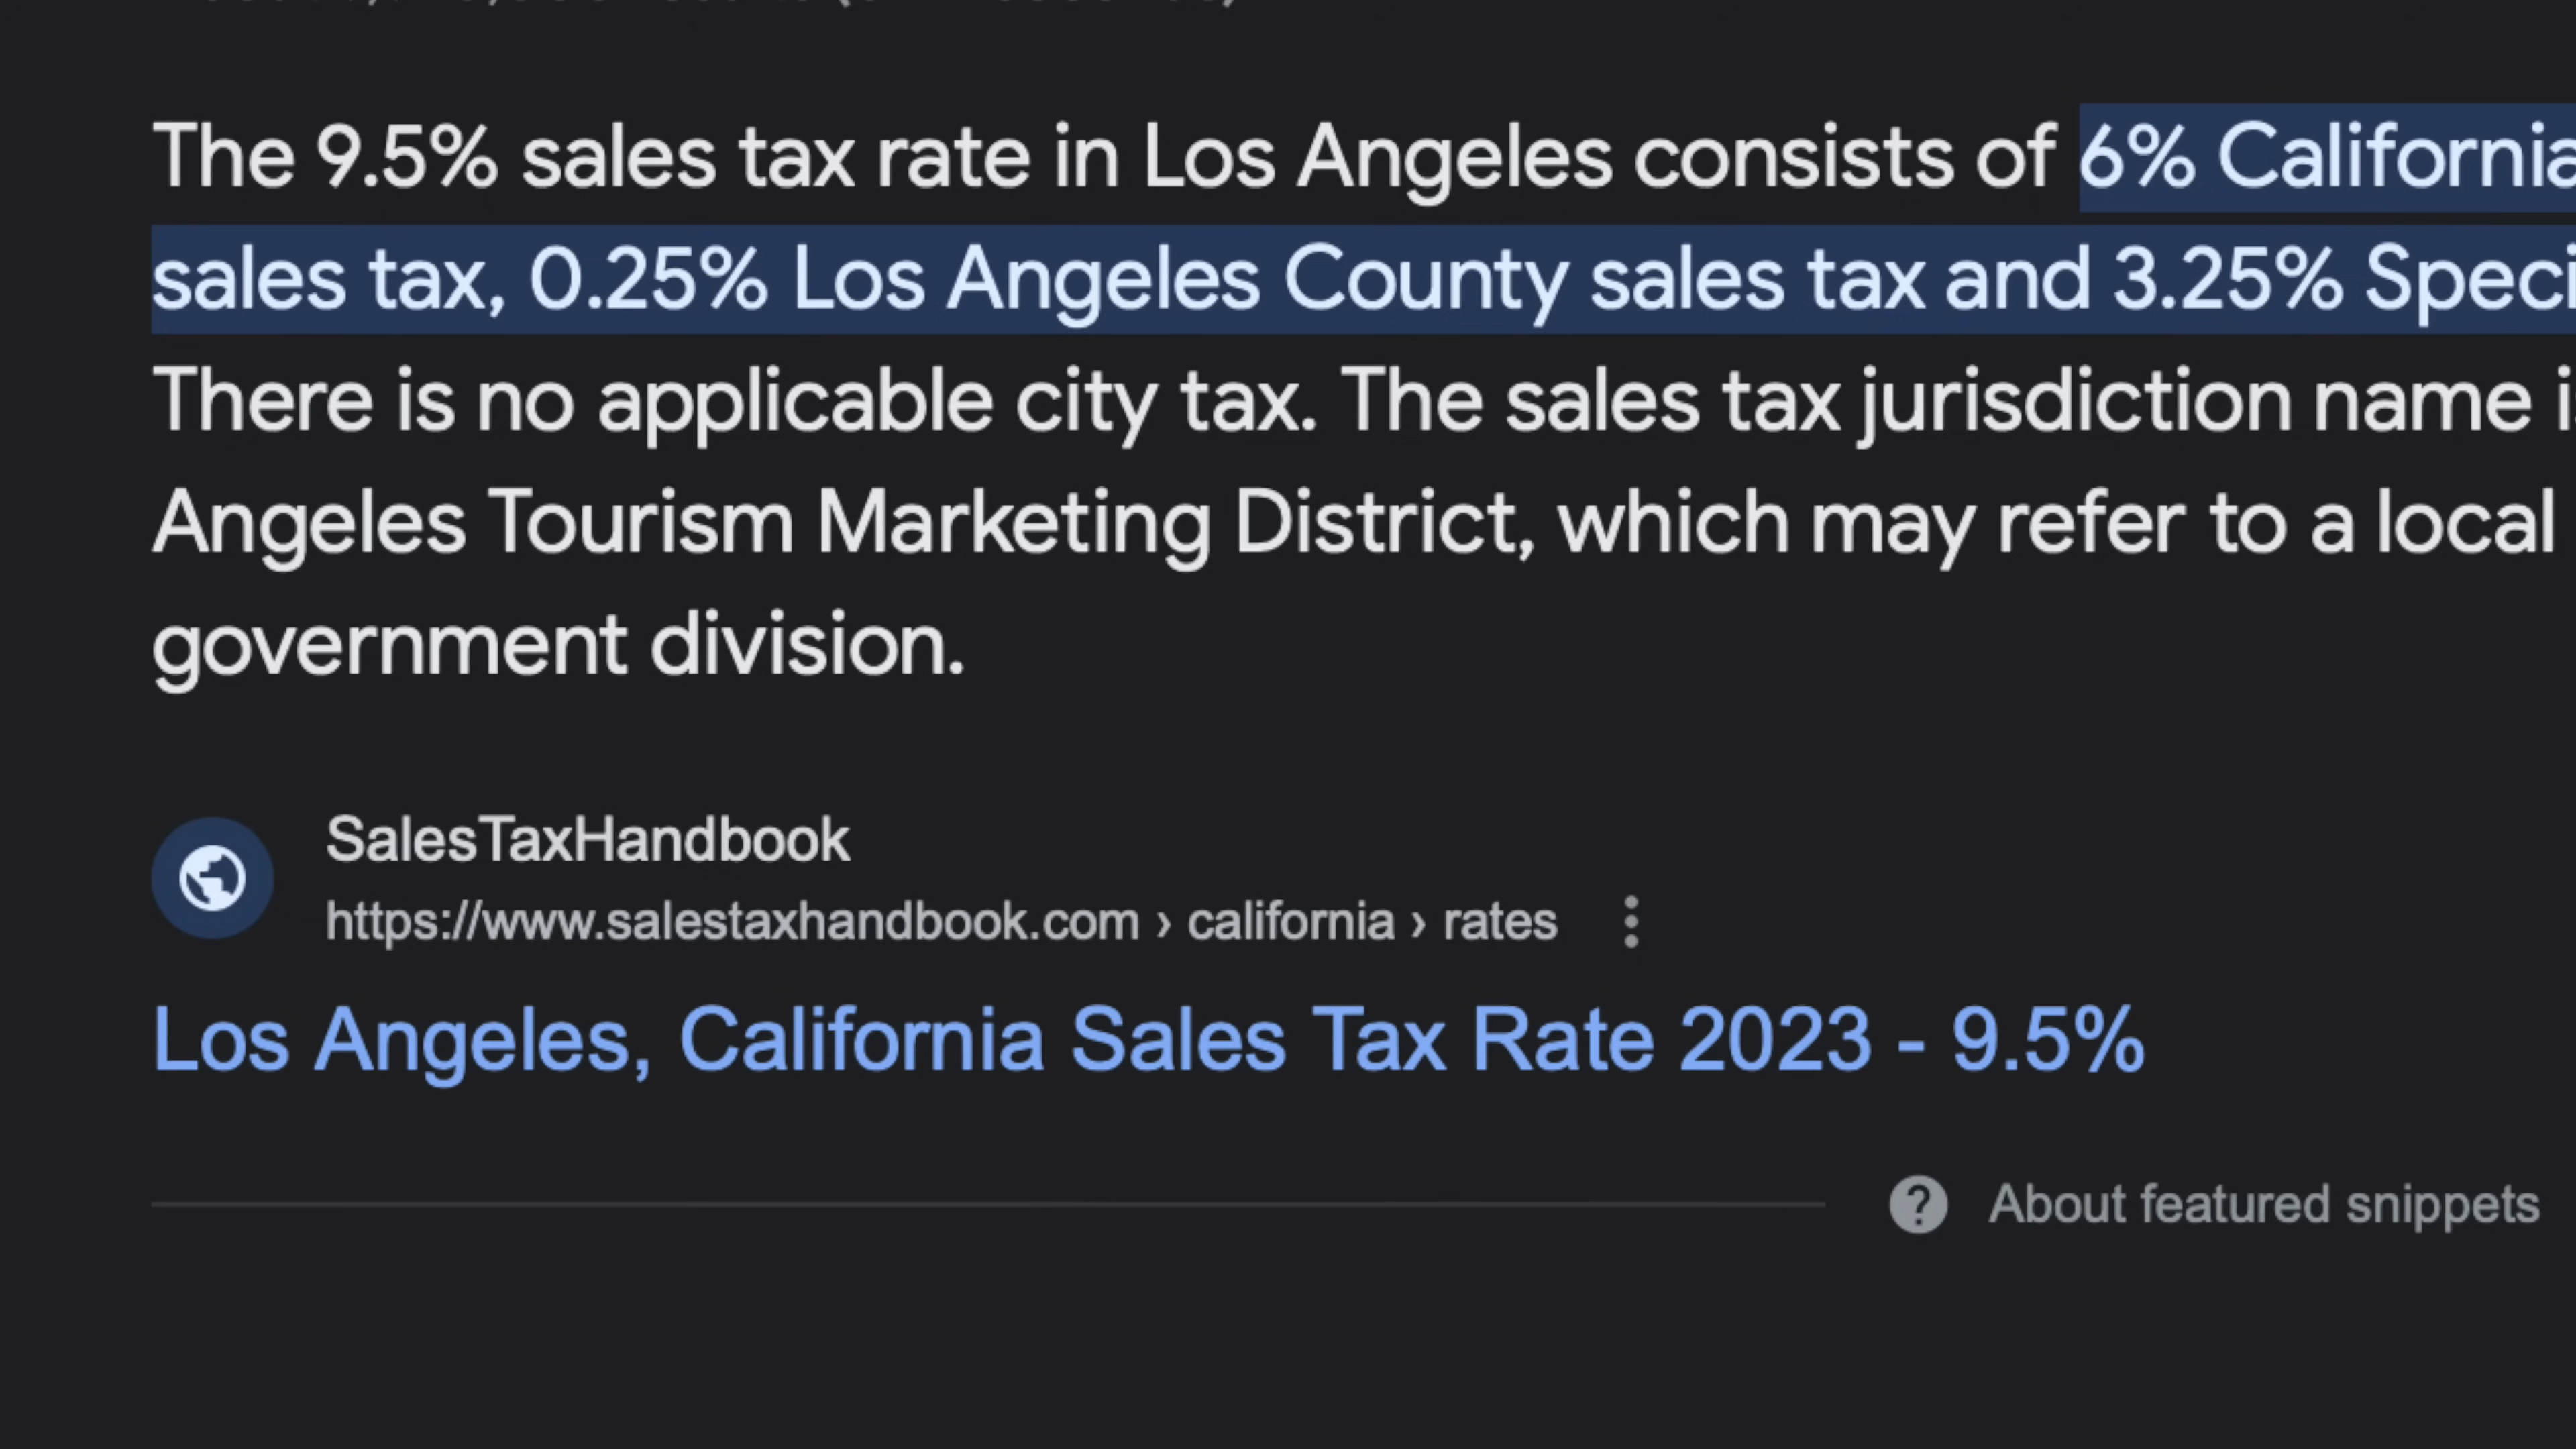 The 9.5% sales tax rate in Los Angeles consists of 6% California
sales tax, 0.25% Los Angeles County sales tax and 3.25%
There is no applicable city tax. The sales tax jurisdiction name
Angeles Tourism Marketing District, which may refer to a local
government division.
SalesTaxHandbook
https://www.salestaxhandbook.com › california › rates
Los Angeles, California Sales Tax Rate 2023 - 9.5%
About featured snippets